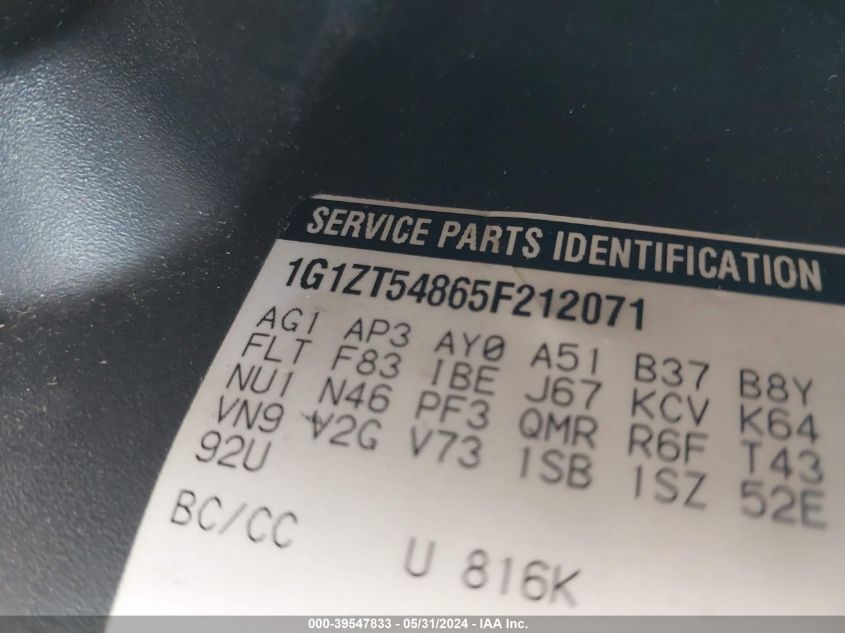 SERVICE PARTS IDENTIFICATION
1G1ZT54865F212071
AG1 AP3 AY0 A51 B37 B8Y
FLT F83 1BE J67 KCV K64
NU1 N46 PF3 QMR R6F T43
VN9 V2G V73 1SB 1SZ 52E
92U
BC/CC U 816K
000-39547833 - 05/31/2024 - IAA Inc.